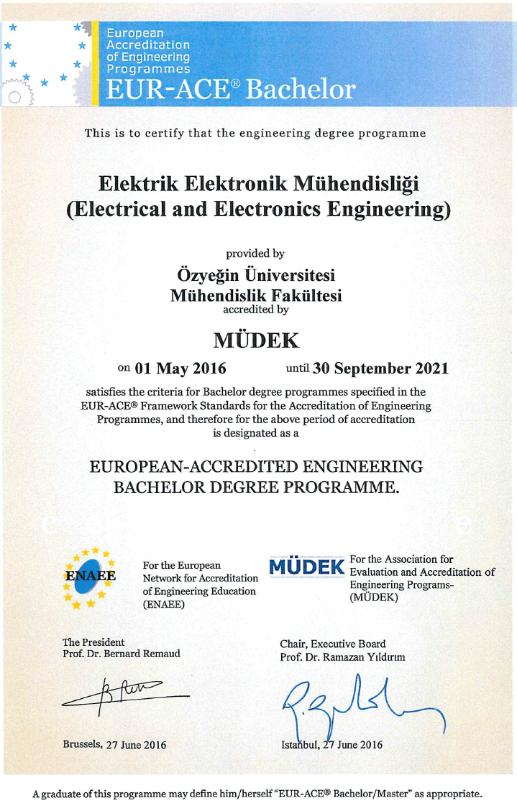 European
Accreditation
of Engineering
Programmes
EUR-ACE® Bachelor
This is to certify that the engineering degree programme
Elektrik Elektronik Mühendisliği
(Electrical and Electronics Engineering)
provided by
Özyeğin Üniversitesi
Mühendislik Fakültesi
accredited by
MÜDEK
on 01 May 2016 until 30 September 2021
satisfies the criteria for Bachelor degree programmes specified in the
EUR-ACE® Framework Standards for the Accreditation of Engineering
Programmes, and therefore for the above period of accreditation
is designated as a
EUROPEAN-ACCREDITED ENGINEERING
BACHELOR DEGREE PROGRAMME.
ENAEE
For the European
Network for Accreditation
of Engineering Education
(ENAEE)
MÜDEK
For the Association for
Evaluation and Accreditation of
Engineering Programs-
(MÜDEK)
The President
Prof. Dr. Bernard Remaud
Brussels, 27 June 2016
Chair, Executive Board
Prof. Dr. Ramazan Yıldırım
Istanbul, 27 June 2016
A graduate of this programme may define him/herself "EUR-ACE® Bachelor/Master" as appropriate.